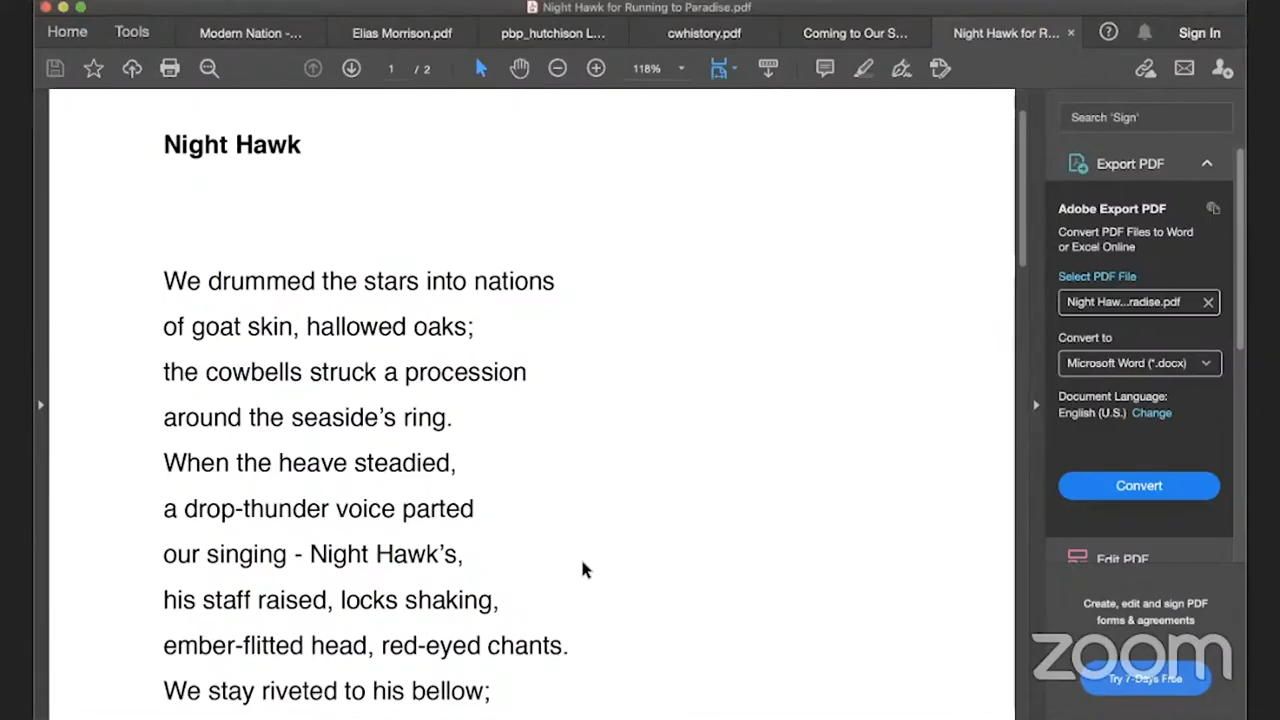 Night Hawk for Running to Paradise.pdf
Home
Tools
Modern Nation -...
Elias Morrison.pdf
pbp_hutchison L...
cwhistory.pdf
Coming to Our S...
Night Hawk for R...
Sign In
1 / 2
118%
Search 'Sign'
Night Hawk
Export PDF
Adobe Export PDF
Convert PDF Files to Word
or Excel Online
Select PDF File
Night Haw...radise.pdf
Convert to
Microsoft Word (*.docx)
Document Language:
English (U.S.) Change
Convert
Edit PDF
Create, edit and sign PDF
forms & agreements
Try 7-Days Free
zoom
We drummed the stars into nations
of goat skin, hallowed oaks;
the cowbells struck a procession
around the seaside's ring.
When the heave steadied,
a drop-thunder voice parted
our singing - Night Hawk's,
his staff raised, locks shaking,
ember-flitted head, red-eyed chants.
We stay riveted to his bellow;